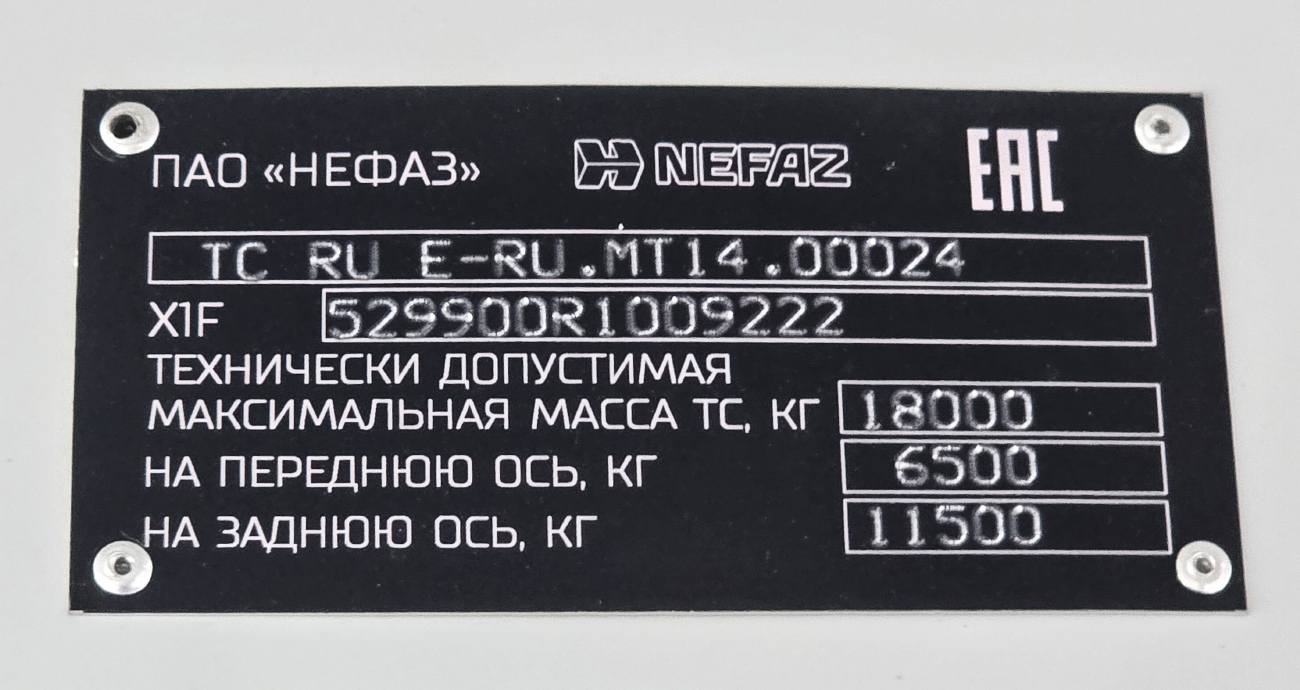 ПАО «НЕФАЗ» NEFAZ EAC
TC RU E-RU.MT14.00024
X1F 529900R1009222
ТЕХНИЧЕСКИ ДОПУСТИМАЯ
МАКСИМАЛЬНАЯ МАССА ТС, КГ 18000
НА ПЕРЕДНЮЮ ОСЬ, КГ 6500
НА ЗАДНЮЮ ОСЬ, КГ 11500